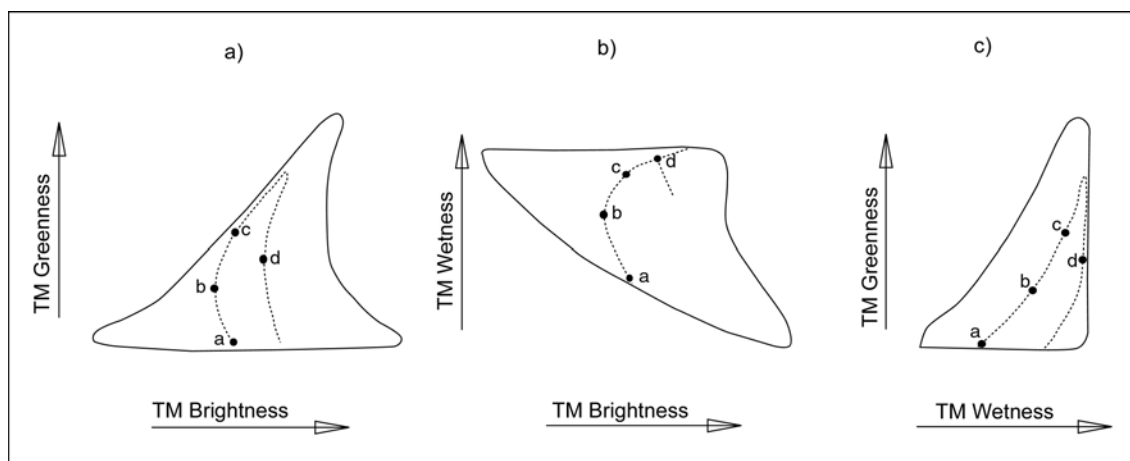 a)
b)
c)
TM Greenness
c
b
d
a
TM Brightness
TM Wetness
d
c
b
a
TM Brightness
TM Greenness
c
d
b
a
TM Wetness